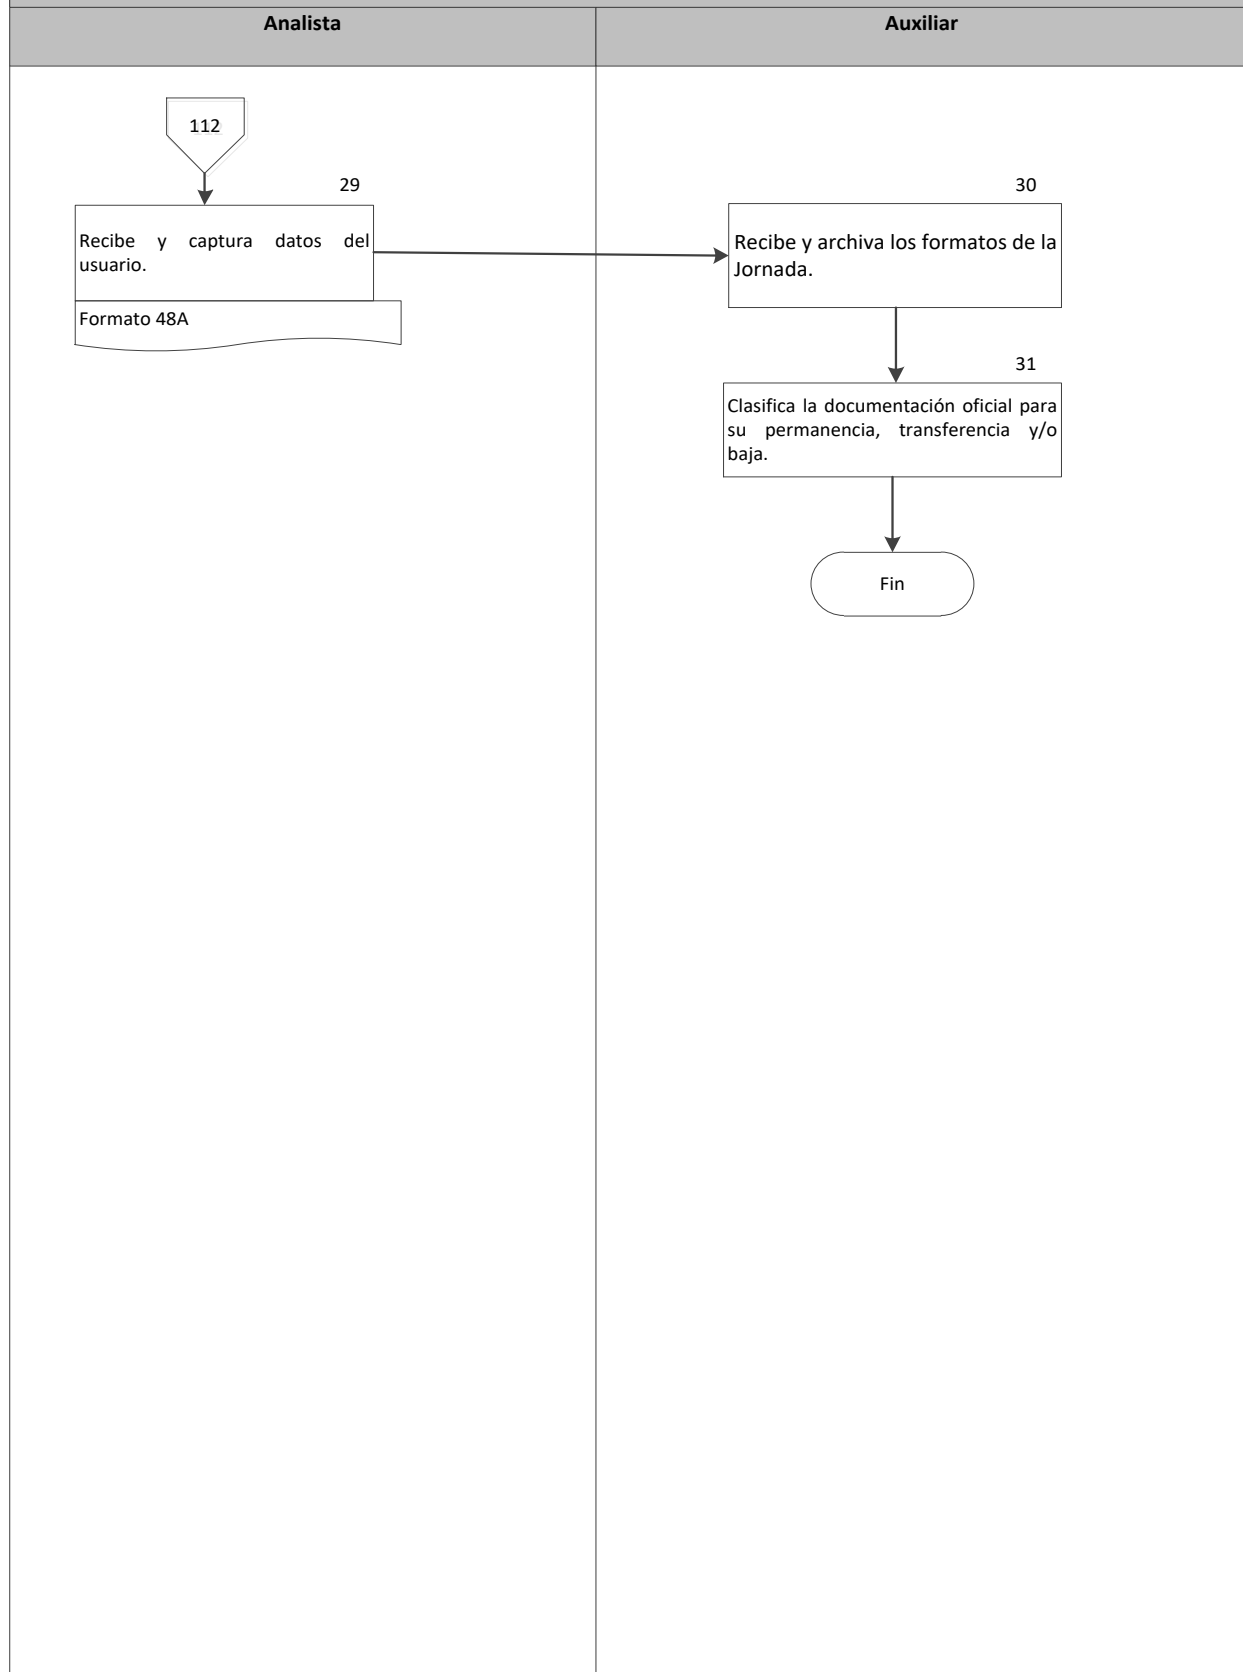 Analista
Auxiliar
112
29
Recibe y captura datos del
usuario.
Formato 48A
30
Recibe y archiva los formatos de la
Jornada.
31
Clasifica la documentación oficial para
su permanencia, transferencia y/o
baja.
Fin